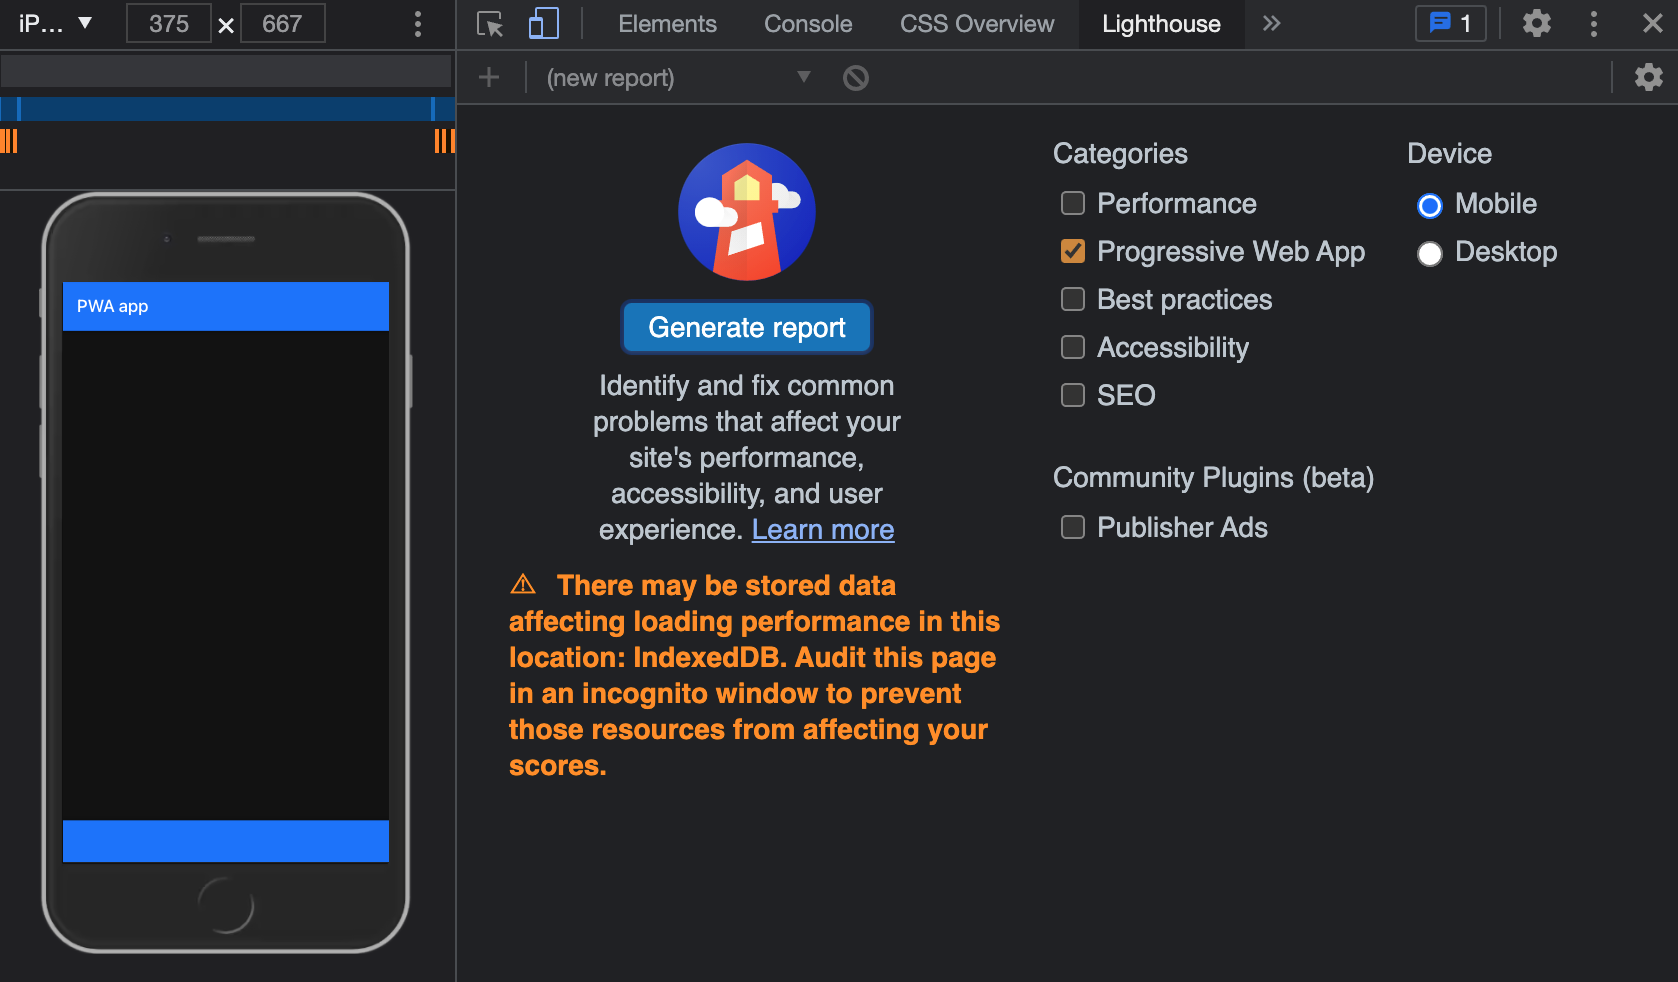 iP... 375 × 667
Elements Console CSS Overview Lighthouse 1
(new report)
PWA app
Generate report
Identify and fix common
problems that affect your
site's performance,
accessibility, and user
experience. Learn more
There may be stored data
affecting loading performance in this
location: IndexedDB. Audit this page
in an incognito window to prevent
those resources from affecting your
scores.
Categories
Performance
Progressive Web App
Best practices
Accessibility
SEO
Community Plugins (beta)
Publisher Ads
Device
Mobile
Desktop